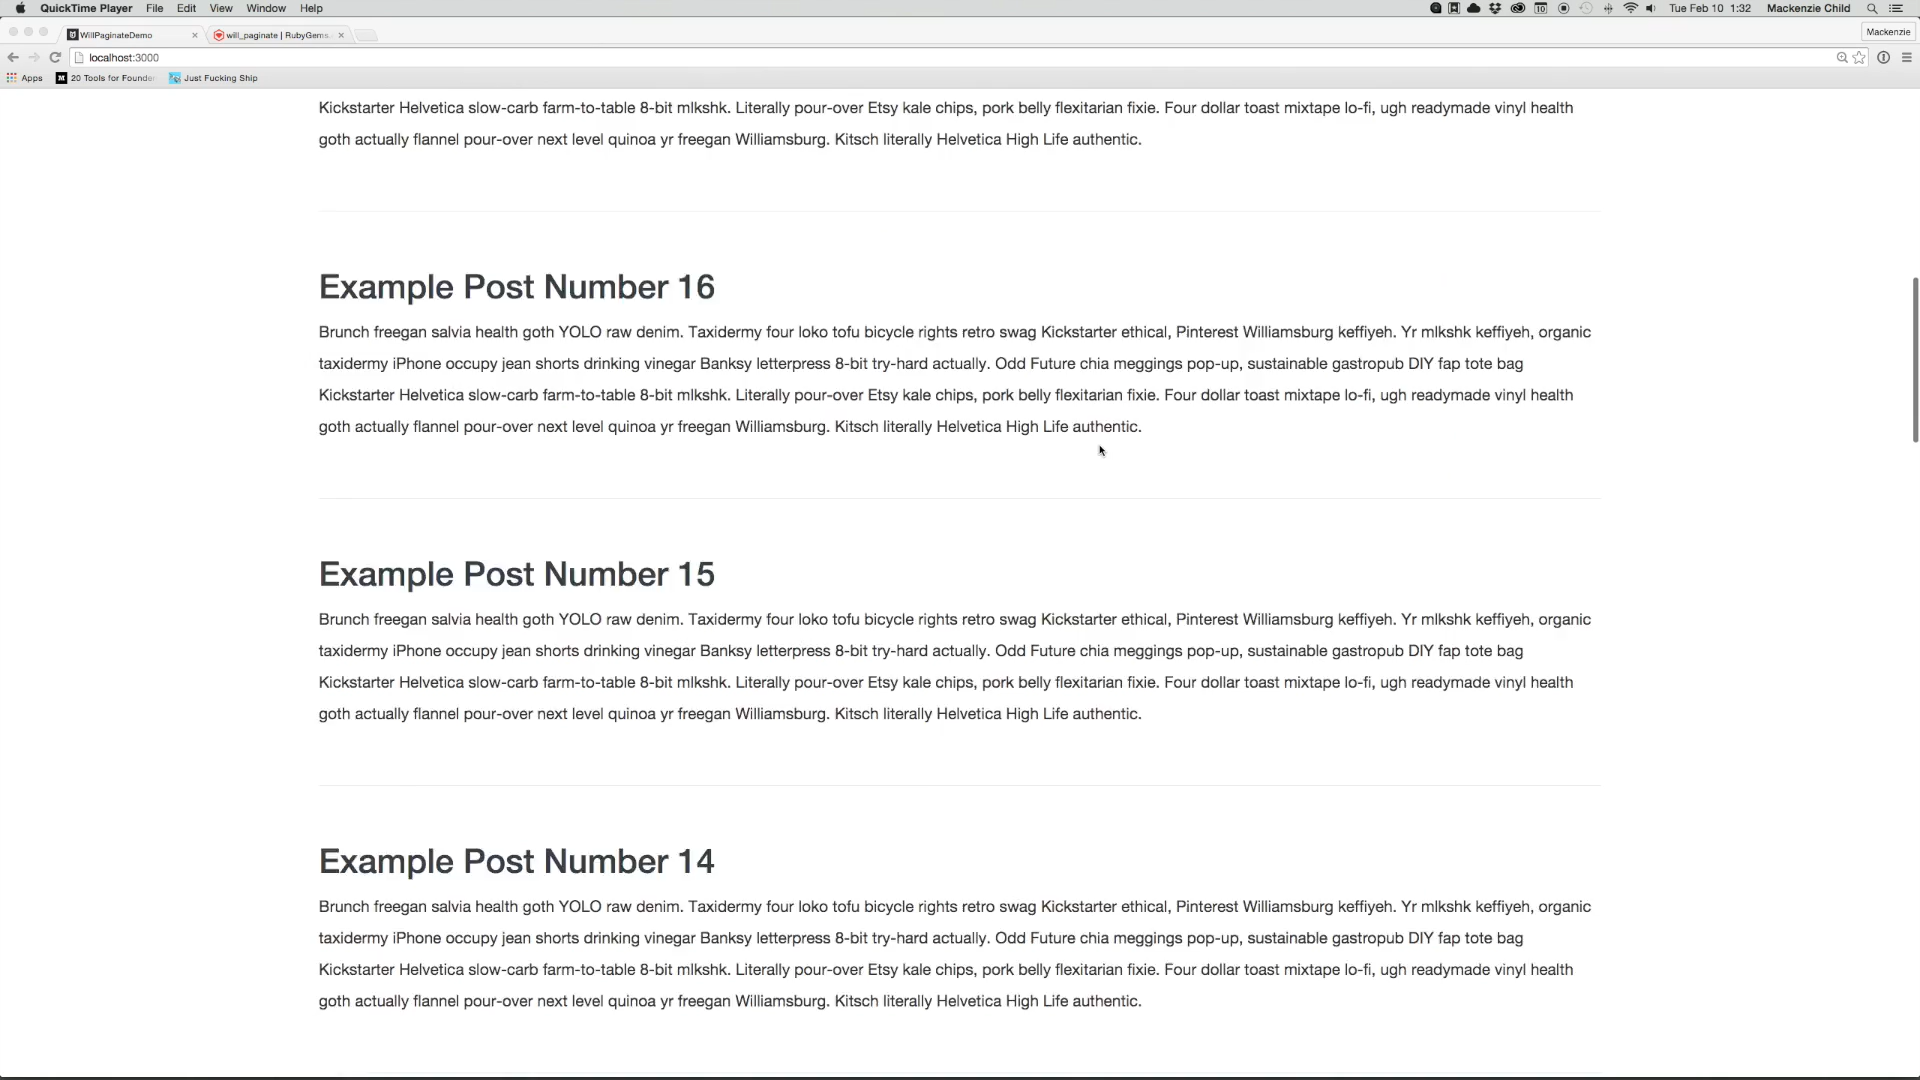 QuickTime Player File Edit View Window Help Tue Feb 10 1:32 Mackenzie Child
WillPaginateDemo will_paginate | RubyGems. Mackenzie
localhost:3000
Apps 20 Tools for Founde Just Fucking Ship
Kickstarter Helvetica slow-carb farm-to-table 8-bit mlkshk. Literally pour-over Etsy kale chips, pork belly flexitarian fixie. Four dollar toast mixtape lo-fi, ugh readymade vinyl health
goth actually flannel pour-over next level quinoa yr freegan Williamsburg. Kitsch literally Helvetica High Life authentic.
Example Post Number 16
Brunch freegan salvia health goth YOLO raw denim. Taxidermy four loko tofu bicycle rights retro swag Kickstarter ethical, Pinterest Williamsburg keffiyeh. Yr mlkshk keffiyeh, organic
taxidermy iPhone occupy jean shorts drinking vinegar Banksy letterpress 8-bit try-hard actually. Odd Future chia meggings pop-up, sustainable gastropub DIY fap tote bag
Kickstarter Helvetica slow-carb farm-to-table 8-bit mlkshk. Literally pour-over Etsy kale chips, pork belly flexitarian fixie. Four dollar toast mixtape lo-fi, ugh readymade vinyl health
goth actually flannel pour-over next level quinoa yr freegan Williamsburg. Kitsch literally Helvetica High Life authentic.
Example Post Number 15
Brunch freegan salvia health goth YOLO raw denim. Taxidermy four loko tofu bicycle rights retro swag Kickstarter ethical, Pinterest Williamsburg keffiyeh. Yr mlkshk keffiyeh, organic
taxidermy iPhone occupy jean shorts drinking vinegar Banksy letterpress 8-bit try-hard actually. Odd Future chia meggings pop-up, sustainable gastropub DIY fap tote bag
Kickstarter Helvetica slow-carb farm-to-table 8-bit mlkshk. Literally pour-over Etsy kale chips, pork belly flexitarian fixie. Four dollar toast mixtape lo-fi, ugh readymade vinyl health
goth actually flannel pour-over next level quinoa yr freegan Williamsburg. Kitsch literally Helvetica High Life authentic.
Example Post Number 14
Brunch freegan salvia health goth YOLO raw denim. Taxidermy four loko tofu bicycle rights retro swag Kickstarter ethical, Pinterest Williamsburg keffiyeh. Yr mlkshk keffiyeh, organic
taxidermy iPhone occupy jean shorts drinking vinegar Banksy letterpress 8-bit try-hard actually. Odd Future chia meggings pop-up, sustainable gastropub DIY fap tote bag
Kickstarter Helvetica slow-carb farm-to-table 8-bit mlkshk. Literally pour-over Etsy kale chips, pork belly flexitarian fixie. Four dollar toast mixtape lo-fi, ugh readymade vinyl health
goth actually flannel pour-over next level quinoa yr freegan Williamsburg. Kitsch literally Helvetica High Life authentic.